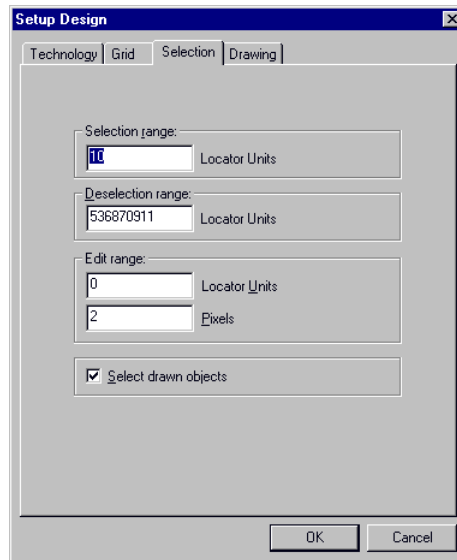 Setup Design
Technology Grid Selection Drawing
Selection range:
10 Locator Units
Deselection range:
536870911 Locator Units
Edit range:
0 Locator Units
2 Pixels
Select drawn objects
OK Cancel